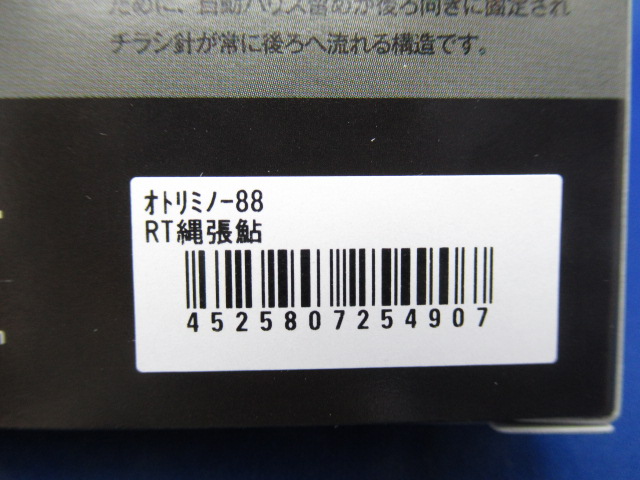 ために、自動ハリス留めが後ろ向きに固定され
チラシ針が常に後ろへ流れる構造です。
ｵﾄﾘﾐﾉｰ88
RT縄張鮎
4525807254907